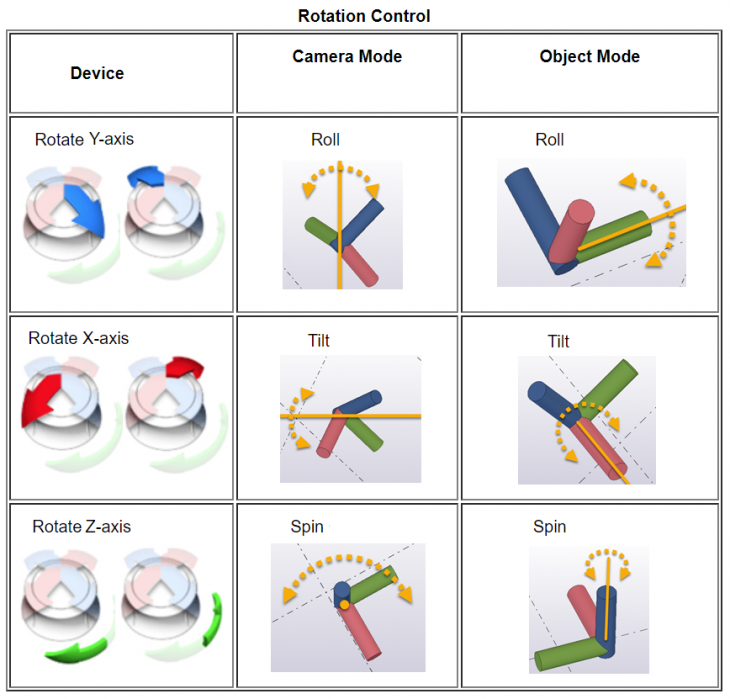 Rotation Control
Device
Camera Mode
Object Mode
Rotate Y-axis
Roll
Roll
Rotate X-axis
Tilt
Tilt
Rotate Z-axis
Spin
Spin